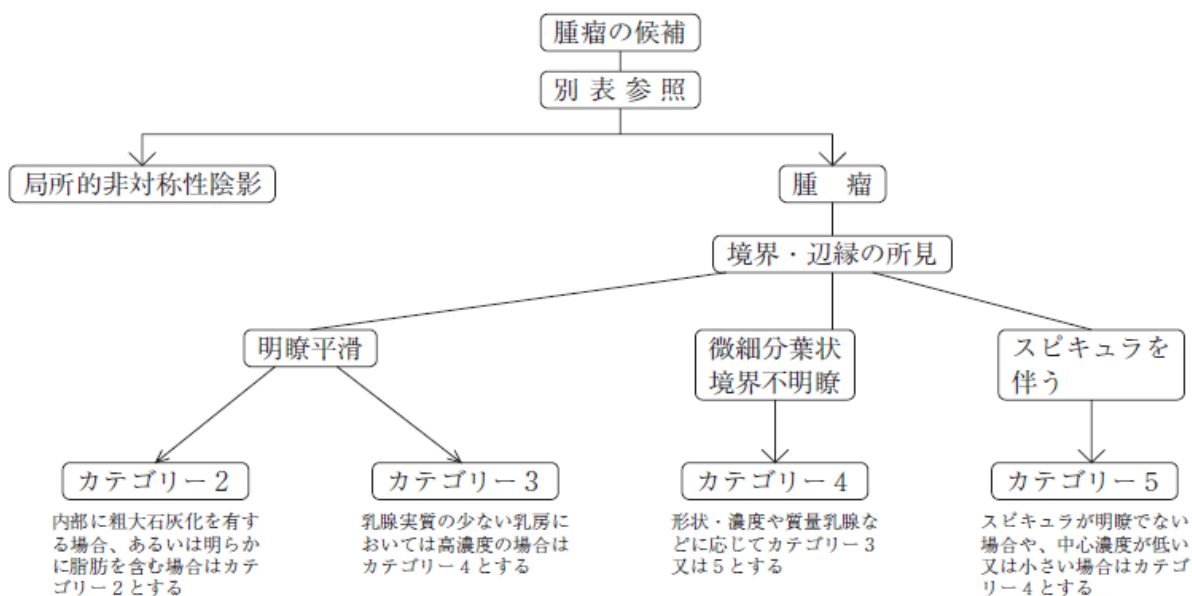 腫瘤の候補
別表参照
局所的非対称性陰影
腫 瘤
境界・辺縁の所見
明瞭平滑
微細分葉状
境界不明瞭
スピキュラを
伴う
カテゴリー2
カテゴリー3
カテゴリー4
カテゴリー5
内部に粗大石灰化を有す
る場合、あるいは明らか
に脂肪を含む場合はカテ
ゴリー2とする
乳腺実質の少ない乳房に
おいては高濃度の場合は
カテゴリー4とする
形状・濃度や質量乳腺な
どに応じてカテゴリー3
又は5とする
スピキュラが明瞭でない
場合や、中心濃度が低い
又は小さい場合はカテゴ
リー4とする